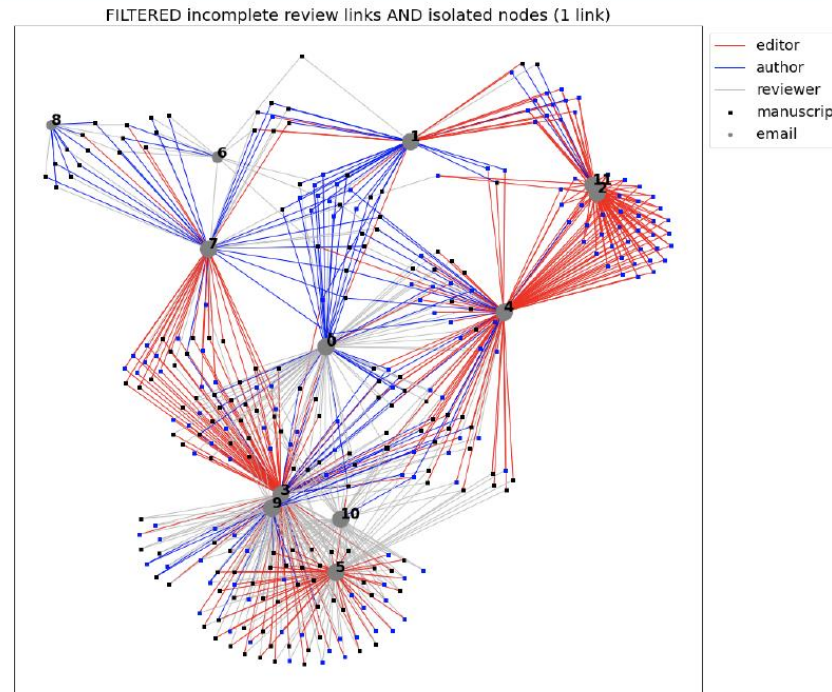 FILTERED incomplete review links AND isolated nodes (1 link)
editor
author
reviewer
manuscript
email
8
1
6
11
2
7
4
0
3
9
10
5